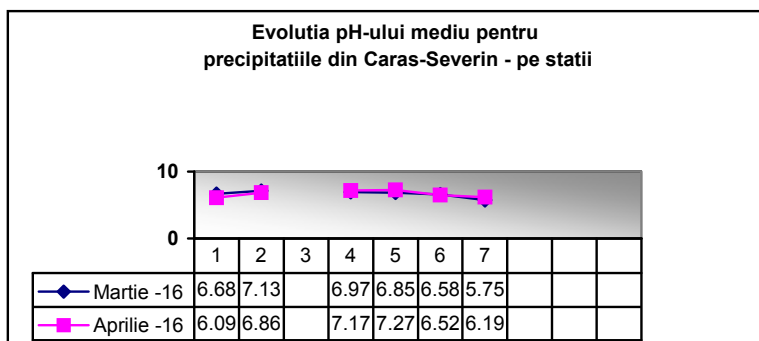 Evolutia pH-ului mediu pentru
precipitatiile din Caras-Severin - pe statii
10
0
1 2 3 4 5 6 7
Martie -16 6.68 7.13 6.97 6.85 6.58 5.75
Aprilie -16 6.09 6.86 7.17 7.27 6.52 6.19